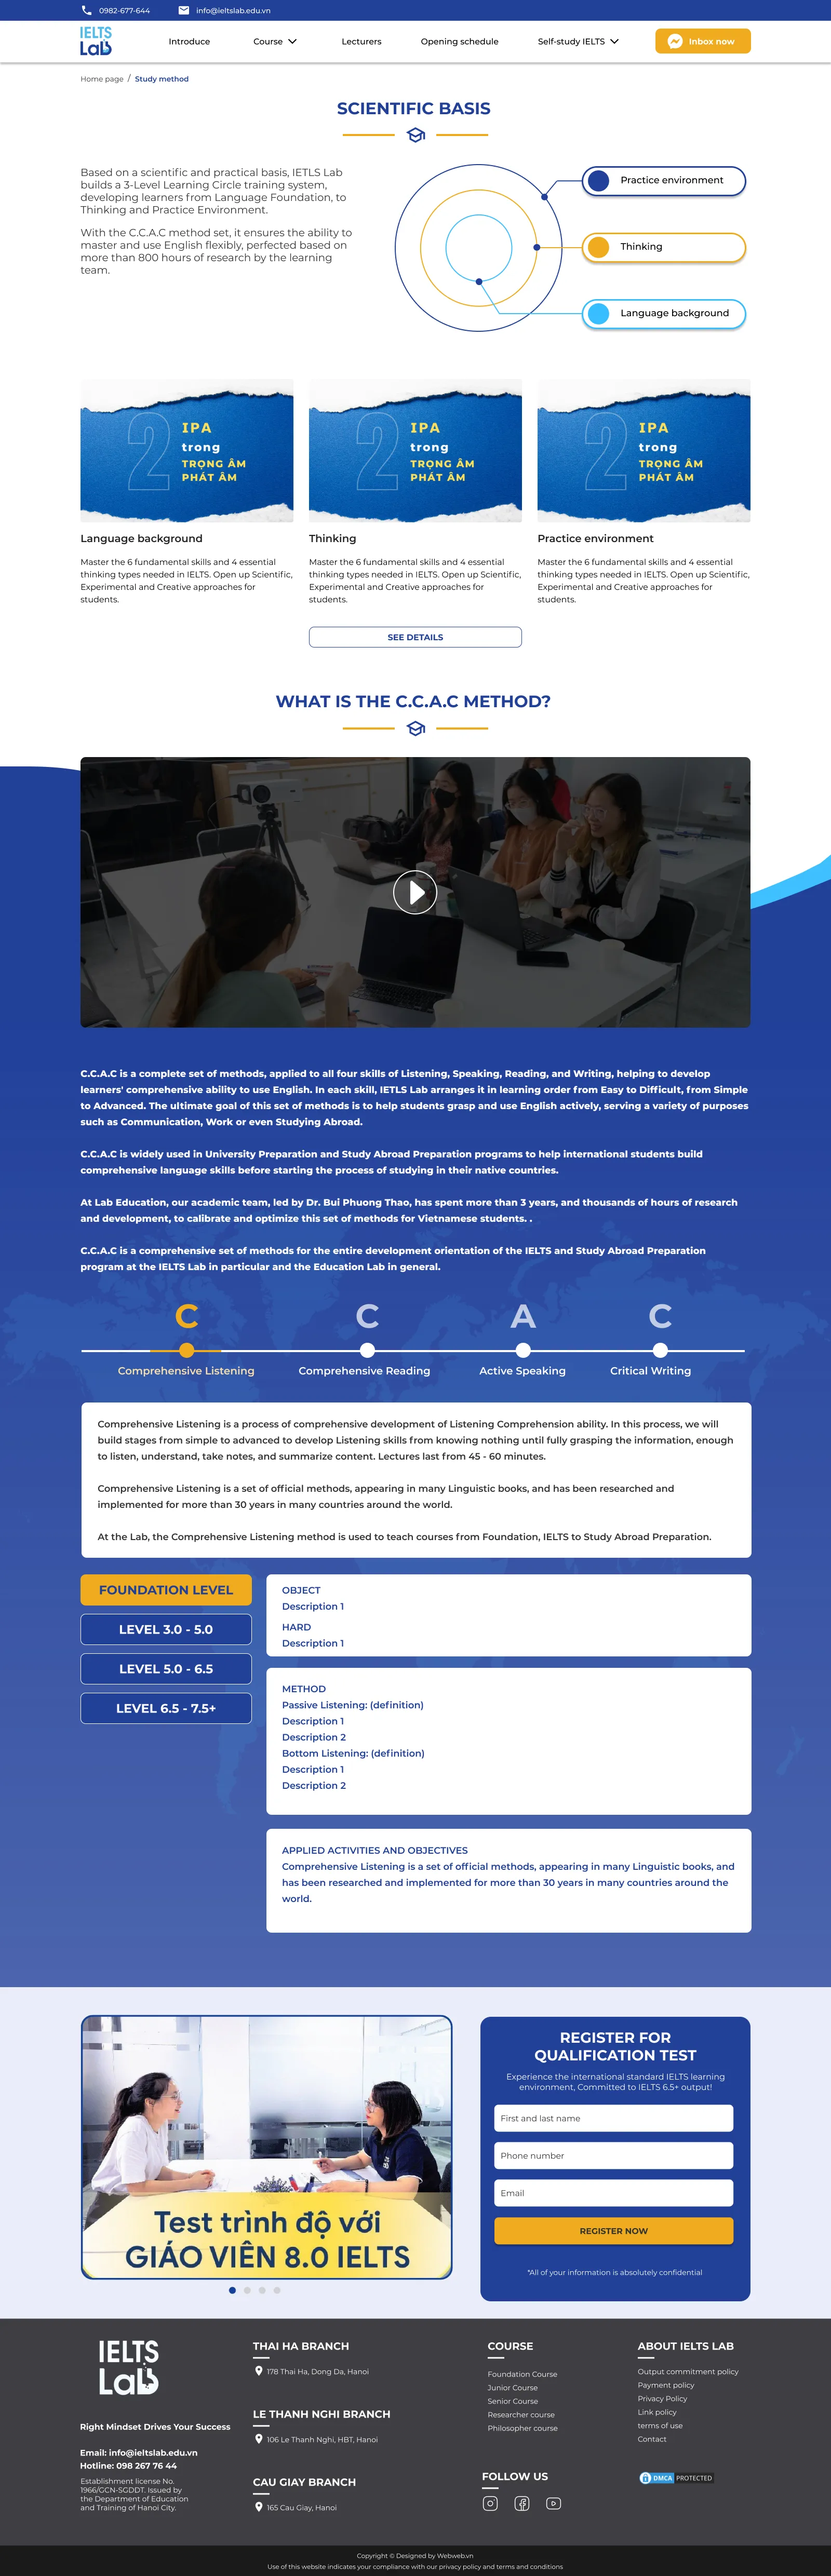 0982-677-644
info@ieltslab.edu.vn
IELTS
Lab
Introduce
Course
Lecturers
Opening schedule
Self-study IELTS
Inbox now
Home page / Study method
SCIENTIFIC BASIS
Based on a scientific and practical basis, IETLS Lab
builds a 3-Level Learning Circle training system,
developing learners from Language Foundation, to
Thinking and Practice Environment.
With the C.C.A.C method set, it ensures the ability to
master and use English flexibly, perfected based on
more than 800 hours of research by the learning
team.
Practice environment
Thinking
Language background
2
IPA
trong
TRỌNG ÂM
PHÁT ÂM
2
IPA
trong
TRỌNG ÂM
PHÁT ÂM
2
IPA
trong
TRỌNG ÂM
PHÁT ÂM
Language background
Master the 6 fundamental skills and 4 essential
thinking types needed in IELTS. Open up Scientific,
Experimental and Creative approaches for
students.
Thinking
Master the 6 fundamental skills and 4 essential
thinking types needed in IELTS. Open up Scientific,
Experimental and Creative approaches for
students.
Practice environment
Master the 6 fundamental skills and 4 essential
thinking types needed in IELTS. Open up Scientific,
Experimental and Creative approaches for
students.
SEE DETAILS
WHAT IS THE C.C.A.C METHOD?
C.C.A.C is a complete set of methods, applied to all four skills of Listening, Speaking, Reading, and Writing, helping to develop
learners' comprehensive ability to use English. In each skill, IETLS Lab arranges it in learning order from Easy to Difficult, from Simple
to Advanced. The ultimate goal of this set of methods is to help students grasp and use English actively, serving a variety of purposes
such as Communication, Work or even Studying Abroad.
C.C.A.C is widely used in University Preparation and Study Abroad Preparation programs to help international students build
comprehensive language skills before starting the process of studying in their native countries.
At Lab Education, our academic team, led by Dr. Bui Phuong Thao, has spent more than 3 years, and thousands of hours of research
and development, to calibrate and optimize this set of methods for Vietnamese students. .
C.C.A.C is a comprehensive set of methods for the entire development orientation of the IELTS and Study Abroad Preparation
program at the IELTS Lab in particular and the Education Lab in general.
C
C
A
C
Comprehensive Listening
Comprehensive Reading
Active Speaking
Critical Writing
Comprehensive Listening is a process of comprehensive development of Listening Comprehension ability. In this process, we will
build stages from simple to advanced to develop Listening skills from knowing nothing until fully grasping the information, enough
to listen, understand, take notes, and summarize content. Lectures last from 45 - 60 minutes.
Comprehensive Listening is a set of official methods, appearing in many Linguistic books, and has been researched and
implemented for more than 30 years in many countries around the world.
At the Lab, the Comprehensive Listening method is used to teach courses from Foundation, IELTS to Study Abroad Preparation.
FOUNDATION LEVEL
LEVEL 3.0 - 5.0
LEVEL 5.0 - 6.5
LEVEL 6.5 - 7.5+
OBJECT
Description 1
HARD
Description 1
METHOD
Passive Listening: (definition)
Description 1
Description 2
Bottom Listening: (definition)
Description 1
Description 2
APPLIED ACTIVITIES AND OBJECTIVES
Comprehensive Listening is a set of official methods, appearing in many Linguistic books, and
has been researched and implemented for more than 30 years in many countries around the
world.
Test trình độ với
GIÁO VIÊN 8.0 IELTS
REGISTER FOR
QUALIFICATION TEST
Experience the international standard IELTS learning
environment, Committed to IELTS 6.5+ output!
First and last name
Phone number
Email
REGISTER NOW
*All of your information is absolutely confidential
IELTS
Lab
Right Mindset Drives Your Success
Email: info@ieltslab.edu.vn
Hotline: 098 267 76 44
Establishment license No.
1966/GCN-SGDDT. Issued by
the Department of Education
and Training of Hanoi City.
THAI HA BRANCH
178 Thai Ha, Dong Da, Hanoi
LE THANH NGHI BRANCH
106 Le Thanh Nghi, HBT, Hanoi
CAU GIAY BRANCH
165 Cau Giay, Hanoi
COURSE
Foundation Course
Junior Course
Senior Course
Researcher course
Philosopher course
FOLLOW US
ABOUT IELTS LAB
Output commitment policy
Payment policy
Privacy Policy
Link policy
terms of use
Contact
DMCA PROTECTED
Copyright © Designed by Webweb.vn
Use of this website indicates your compliance with our privacy policy and terms and conditions